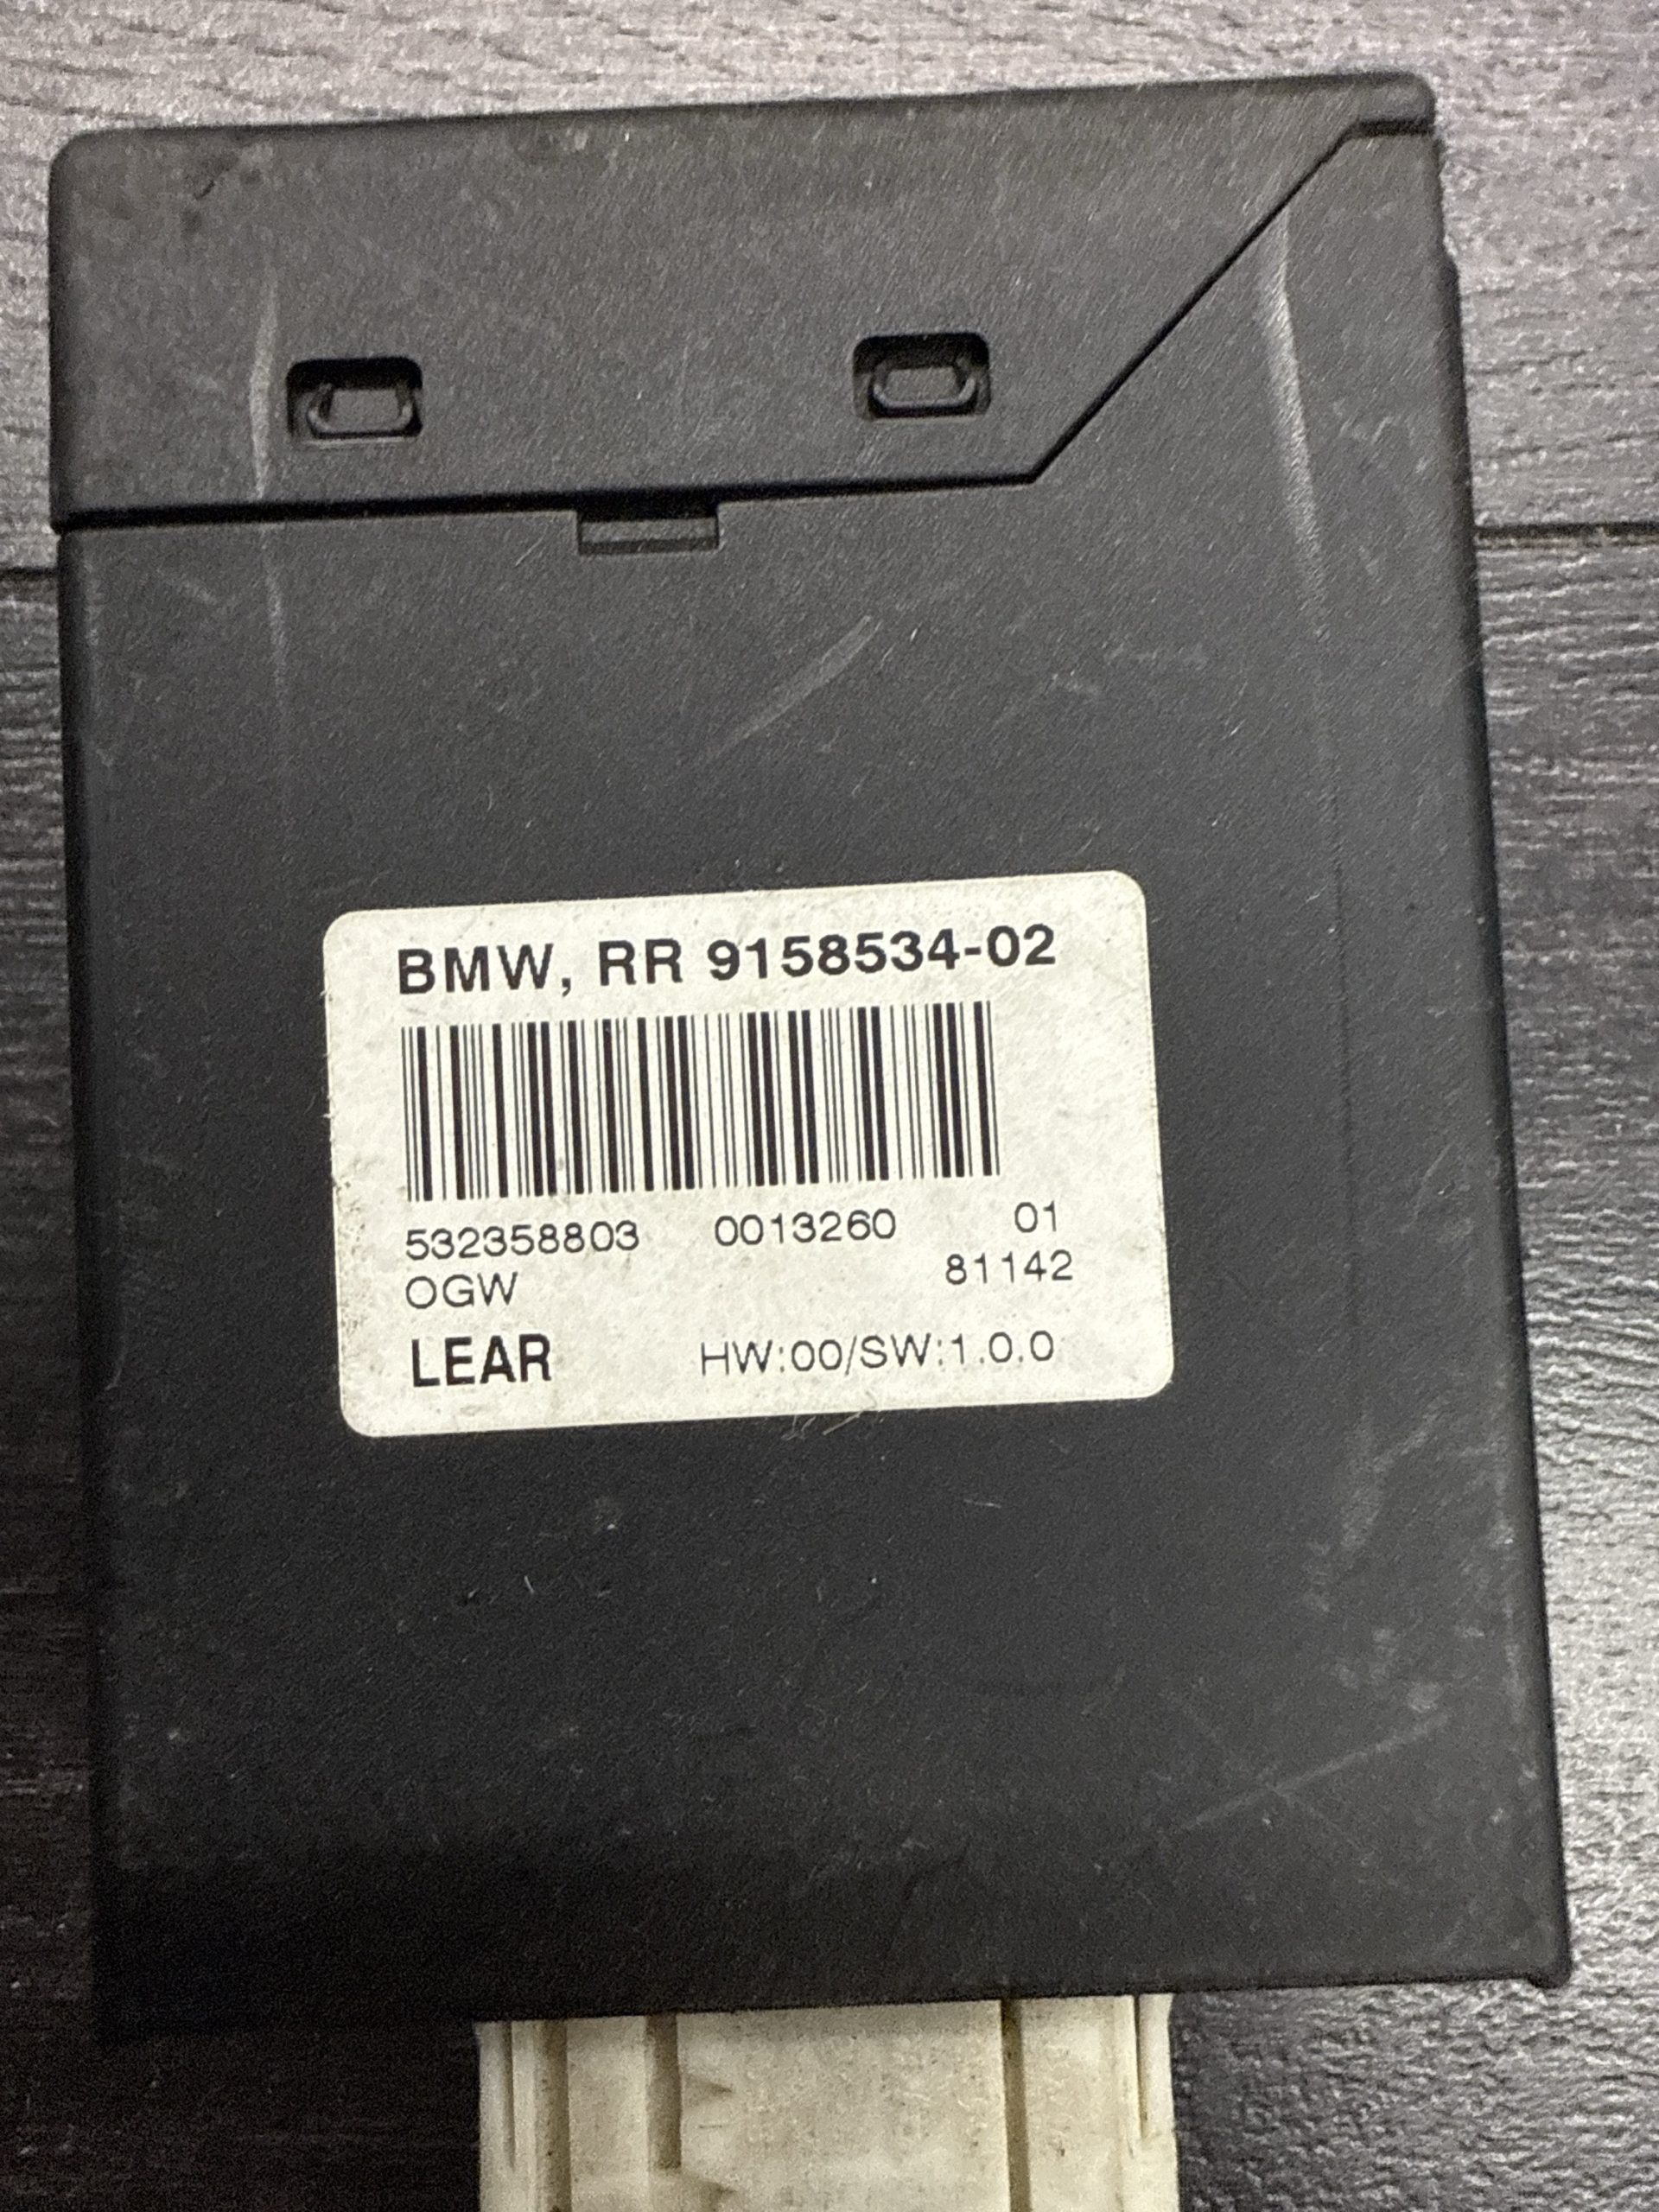 BMW, RR 9158534-02
532358803 0013260 01
OGW 81142
LEAR HW:00/SW:1.0.0